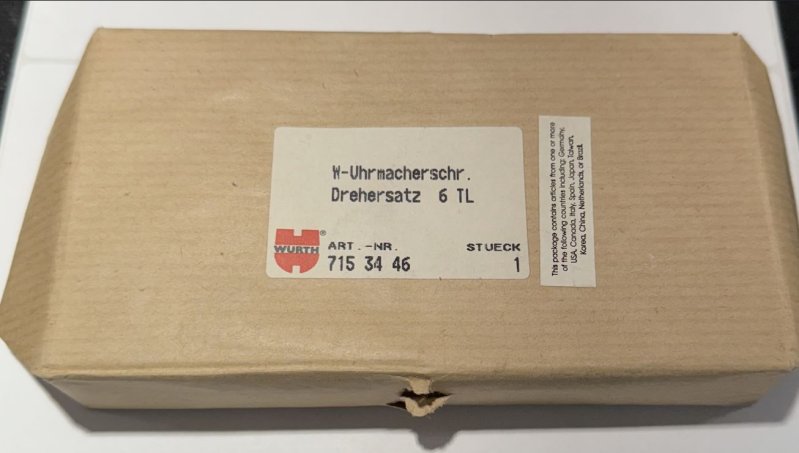 W-Uhrmacherschr.
Drehersatz 6 TL
WURTH®
ART.-NR. STUECK
715 34 46 1
This package contains articles from one or more
of the following countries including: Germany,
USA, Canada, Italy, Spain, Japan, Taiwan,
Korea, China, Netherlands, or Brazil.